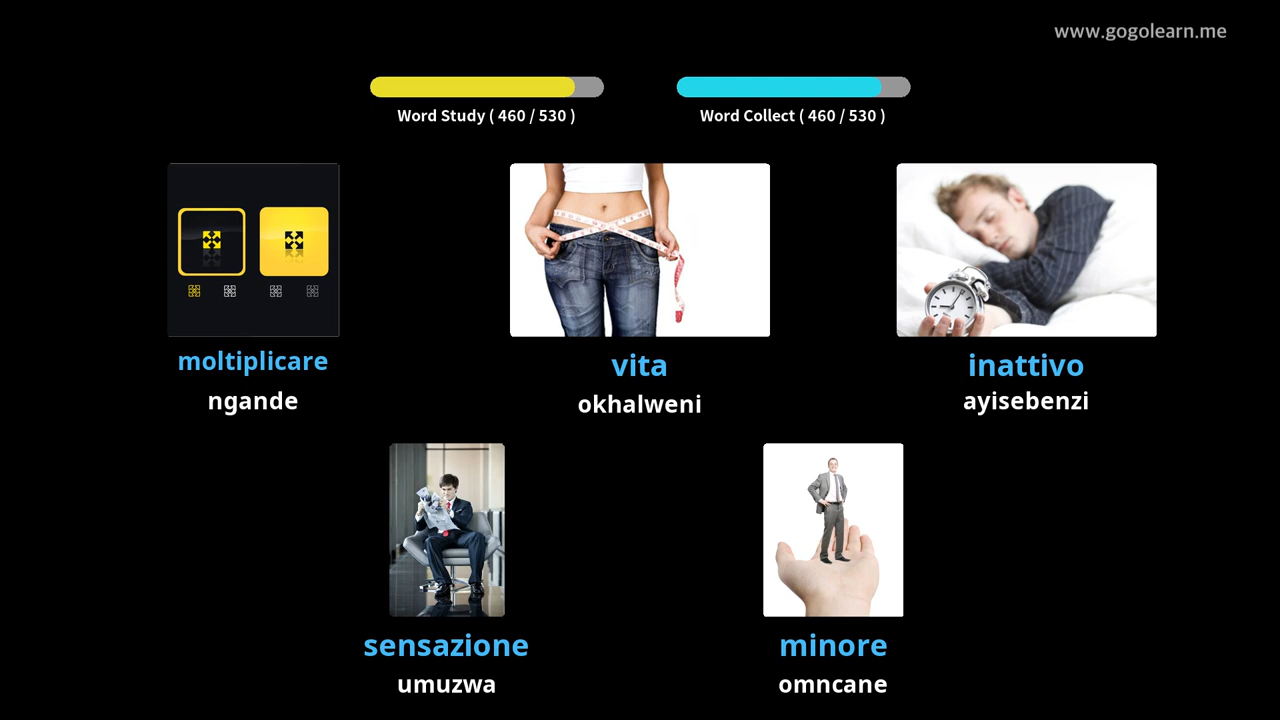 www.gogolearn.me
Word Study ( 460 / 530 )
Word Collect ( 460 / 530 )
moltiplicare
ngande
vita
okhalweni
inattivo
ayisebenzi
sensazione
umuzwa
minore
omncane